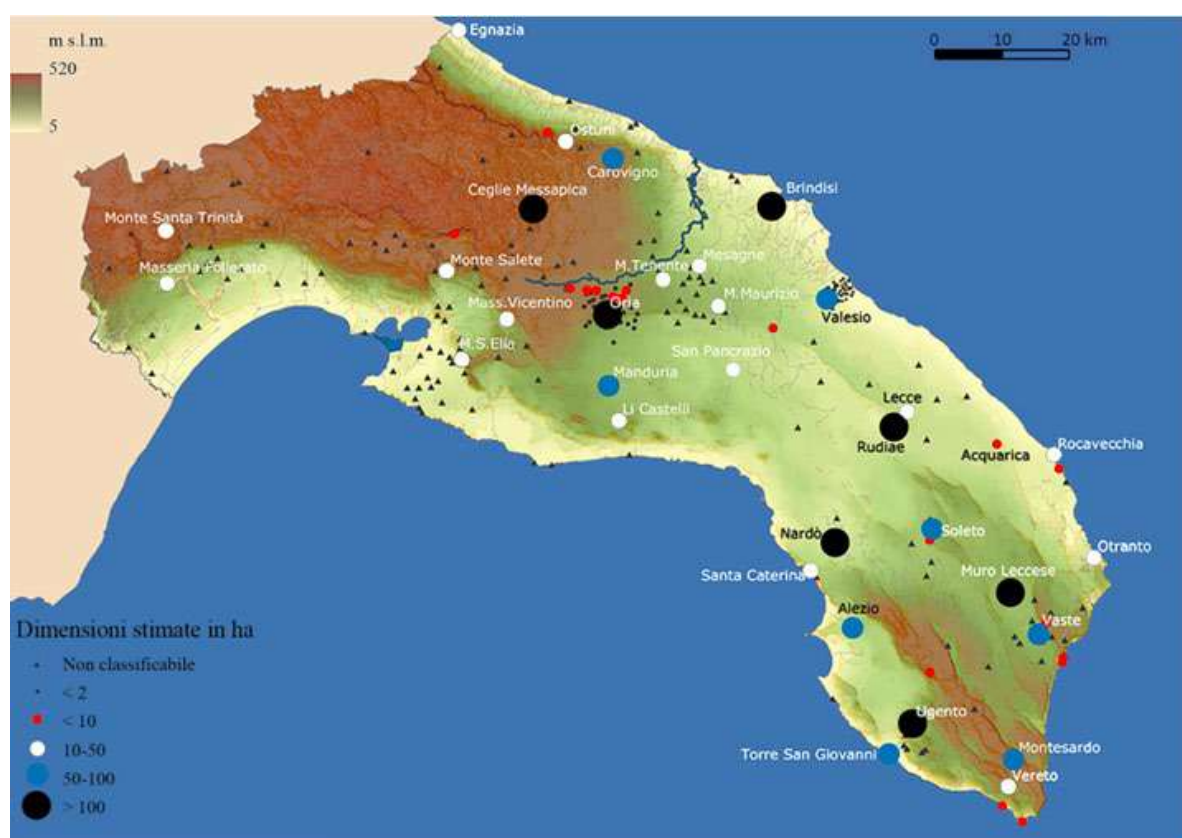 Egnazia
m s.l.m.
0 10 20 km
520
5
Ostuni
Carovigno
Ceglie Messapica
Brindisi
Monte Santa Trinità
Mesagne
Monte Salete
M.Tenente
Masseria Follerato
Mass.Vicentino
Oria
M.Maurizio
Valesio
M.S.Elia
San Pancrazio
Manduria
Lecce
Li Castelli
Rudiae
Acquarica
Rocavecchia
Nardò
Soleto
Otranto
Santa Caterina
Muro Leccese
Alezio
Vaste
Dimensioni stimate in ha
Non classificabile
< 2
< 10
10-50
50-100
> 100
Ugento
Torre San Giovanni
Montesardo
Vereto